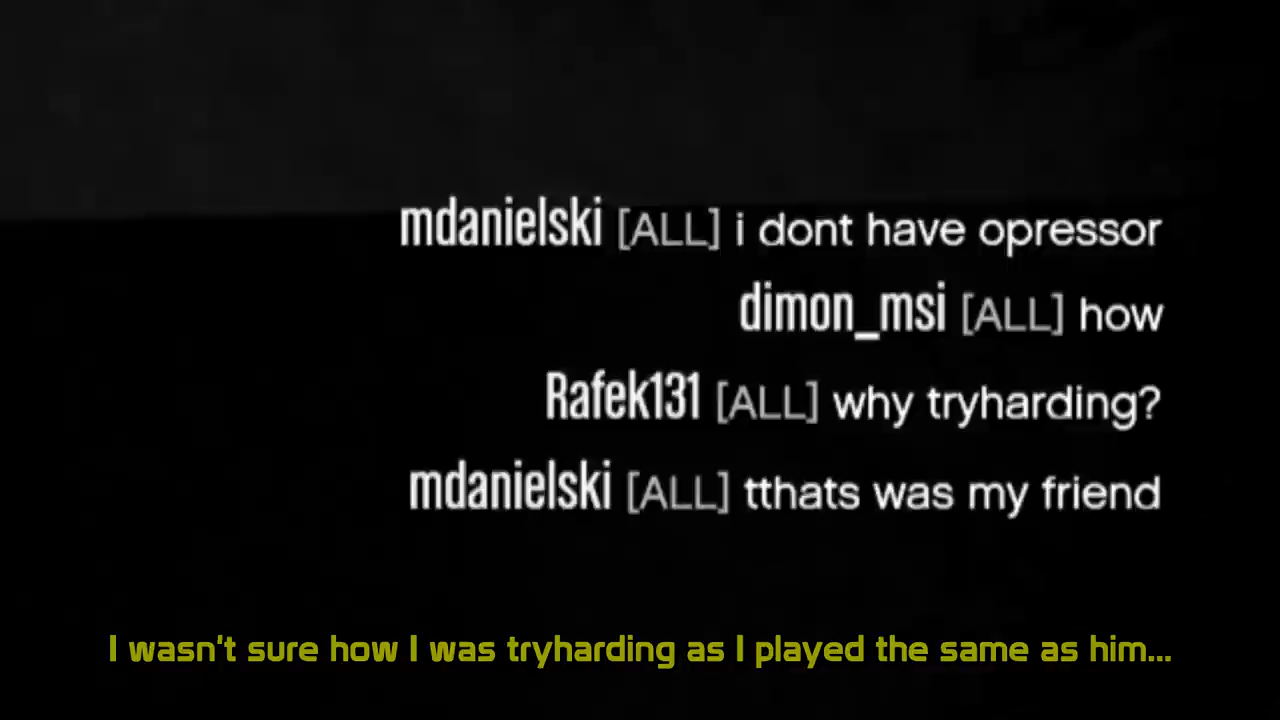 mdanielski [ALL] i dont have opressor
dimon_msi [ALL] how
Rafek131 [ALL] why tryharding?
mdanielski [ALL] tthats was my friend
I wasn't sure how I was tryharding as I played the same as him...